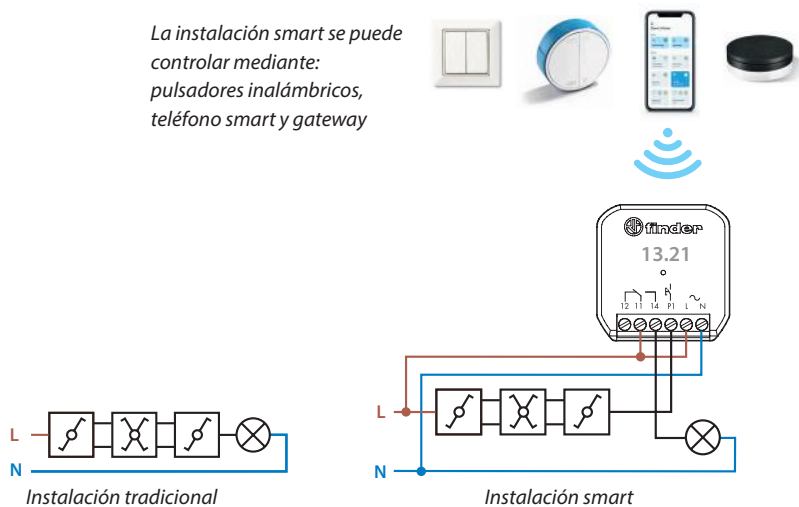 La instalación smart se puede
controlar mediante:
pulsadores inalámbricos,
teléfono smart y gateway
finder
13.21
12 11 14 P1 L N
L
N
L
N
Instalación tradicional
Instalación smart